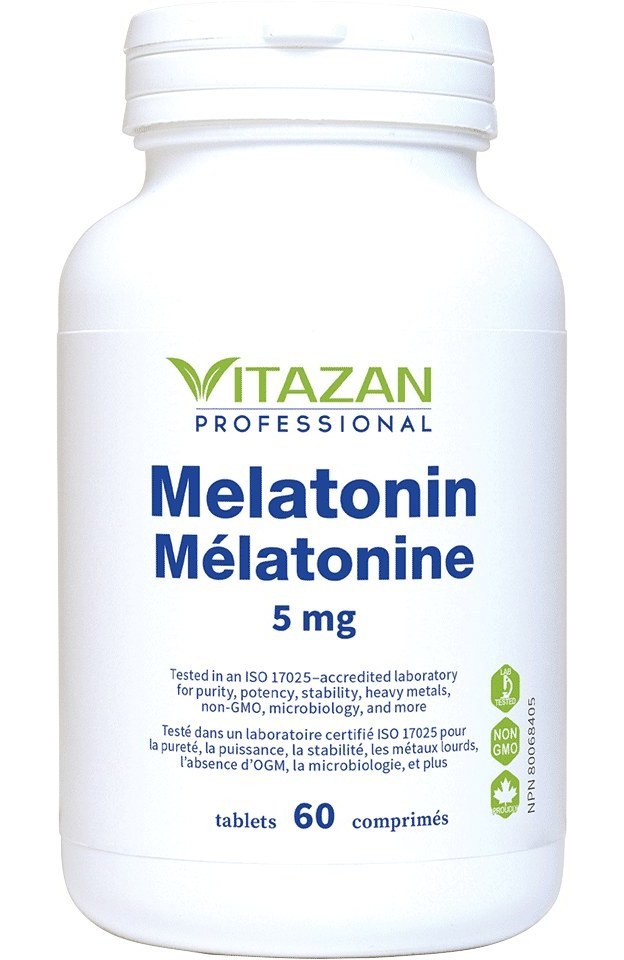 VITAZAN
PROFESSIONAL
Melatonin
Mélatonine
5 mg
Tested in an ISO 17025–accredited laboratory
for purity, potency, stability, heavy metals,
non-GMO, microbiology, and more
Testé dans un laboratoire certifié ISO 17025 pour
la pureté, la puissance, la stabilité, les métaux lourds,
l'absence d'OGM, la microbiologie, et plus
tablets 60 comprimés
LAB
TESTED
NON
GMO
PROUDLY
NPN 80068405